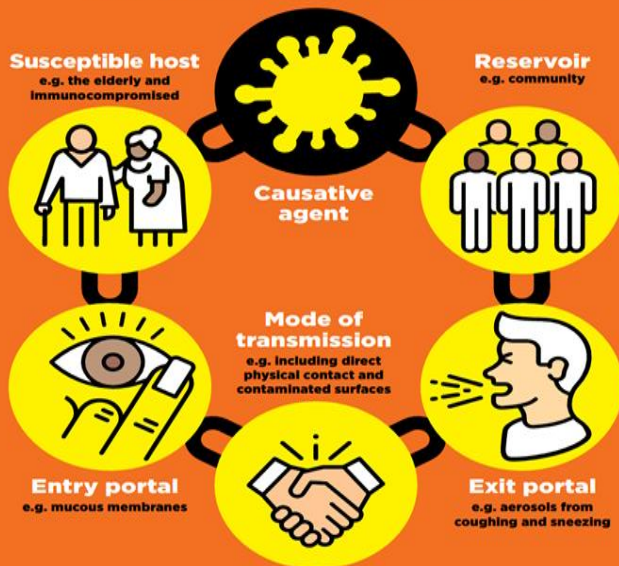 Susceptible host
e.g. the elderly and
immunocompromised
Reservoir
e.g. community
Causative
agent
Mode of
transmission
e.g. including direct
physical contact and
contaminated surfaces
Entry portal
e.g. mucous membranes
Exit portal
e.g. aerosols from
coughing and sneezing